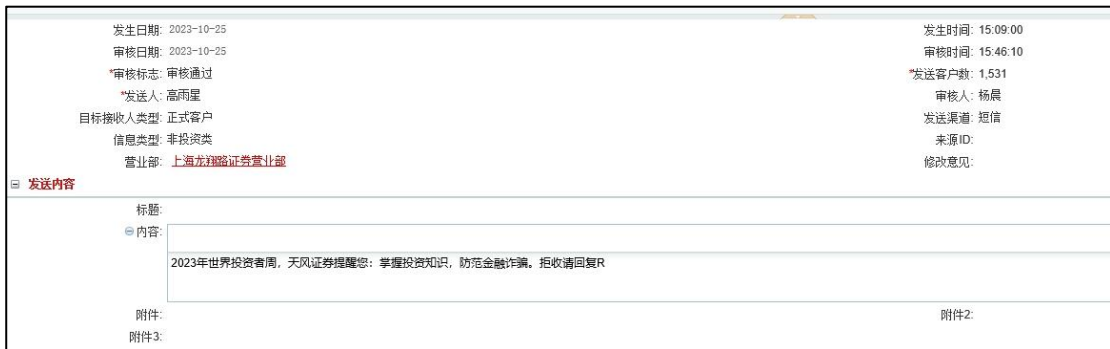 发生日期: 2023-10-25 发生时间: 15:09:00
审核日期: 2023-10-25 审核时间: 15:46:10
*审核标志: 审核通过 *发送客户数: 1,531
*发送人: 高雨星 审核人: 杨晨
目标接收人类型: 正式客户 发送渠道: 短信
信息类型: 非投资类 来源ID:
营业部: 上海龙翔路证券营业部 修改意见:
发送内容
标题:
内容:
2023年世界投资者周，天风证券提醒您：掌握投资知识，防范金融诈骗。拒收请回复R
附件: 附件2:
附件3: